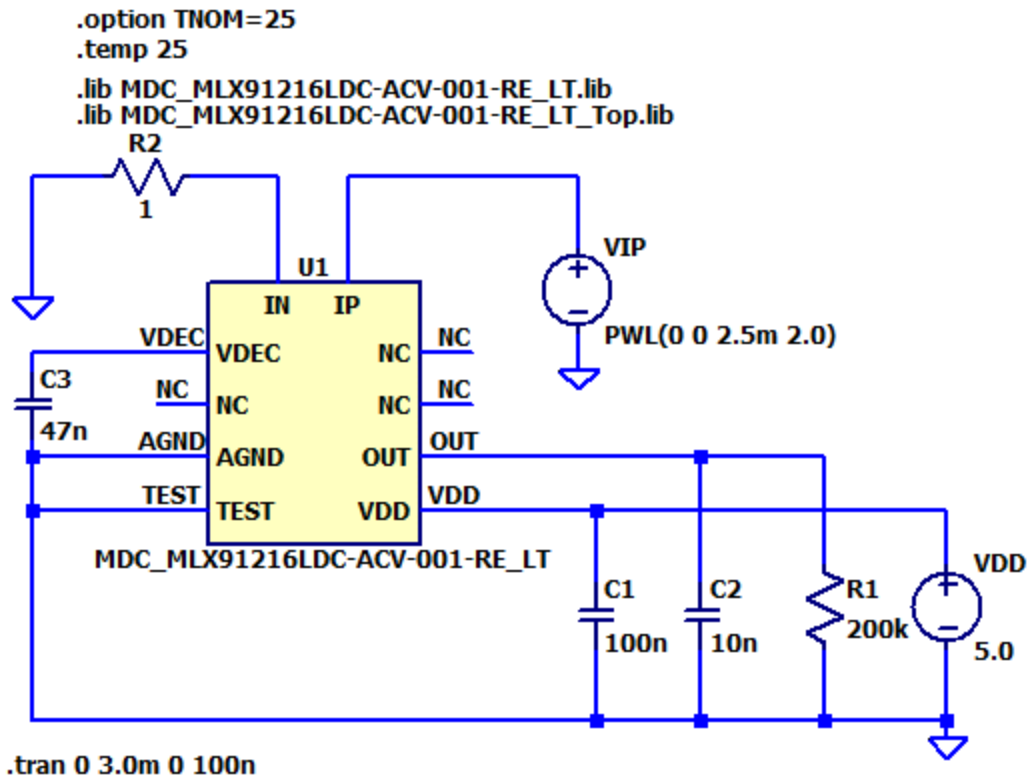 .option TNOM=25
.temp 25
.lib MDC_MLX91216LDC-ACV-001-RE_LT.lib
.lib MDC_MLX91216LDC-ACV-001-RE_LT_Top.lib
R2
1
U1
VIP
IN IP
PWL(0 0 2.5m 2.0)
VDEC VDEC NC NC
C3
47n
NC NC NC NC
AGND AGND OUT OUT
TEST TEST VDD VDD
MDC_MLX91216LDC-ACV-001-RE_LT
VDD
5.0
C1
100n
C2
10n
R1
200k
.tran 0 3.0m 0 100n